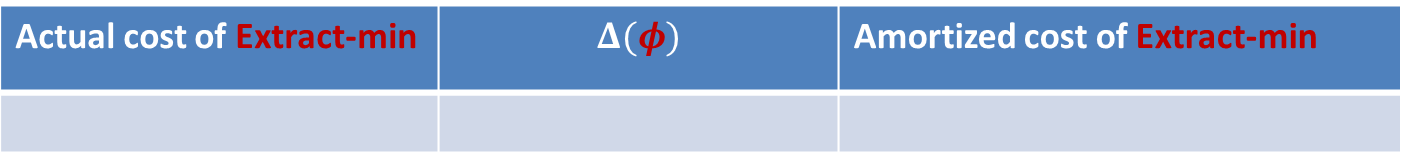 Actual cost of Extract-min
Δ(ϕ)
Amortized cost of Extract-min